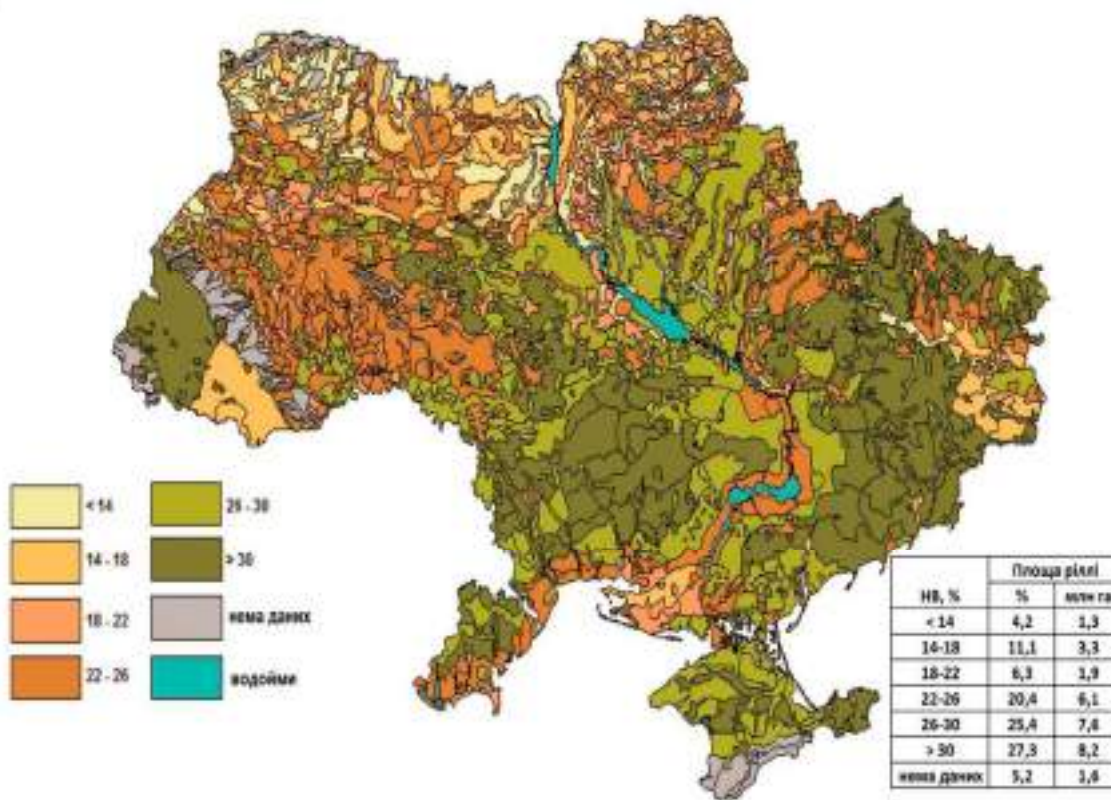 < 14
14 - 18
18 - 22
22 - 26
26 - 30
> 30
нема даних
водойми
Площа ріллі
НВ, % % млн га
< 14 4,2 1,3
14-18 11,1 3,3
18-22 6,3 1,9
22-26 20,4 6,1
26-30 25,4 7,6
> 30 27,3 8,2
нема даних 5,2 1,6